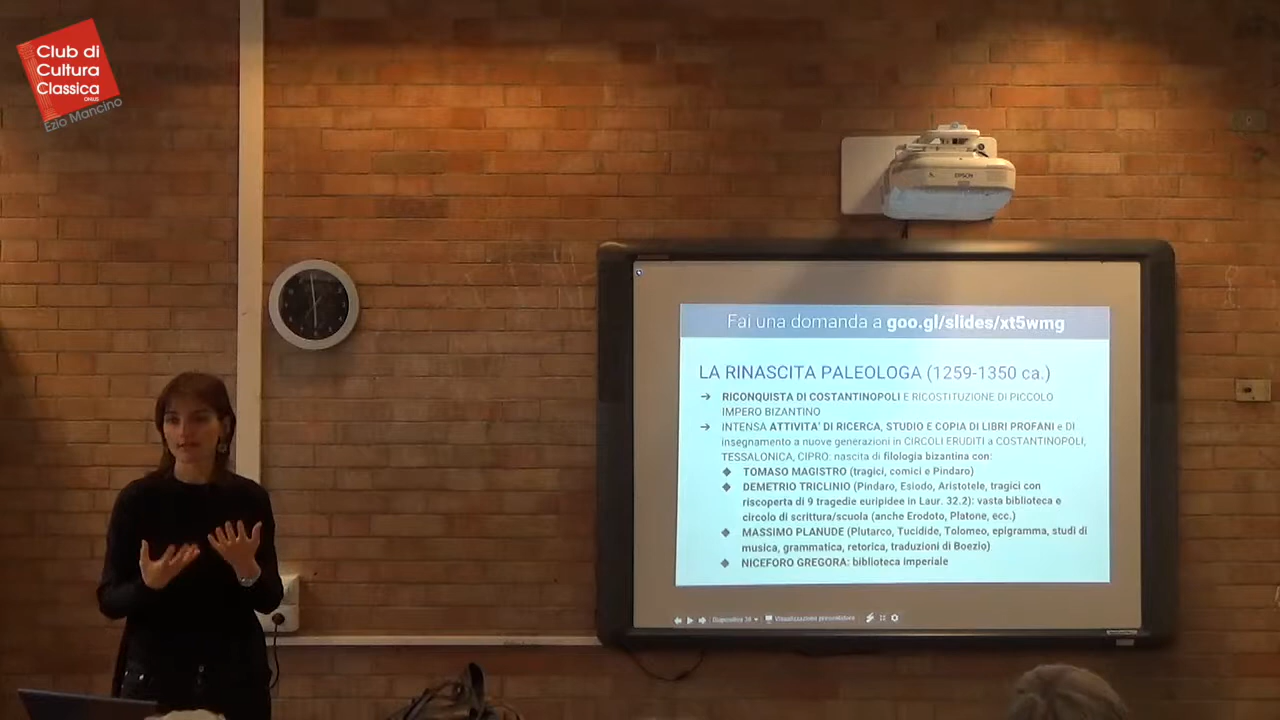 Club di
Cultura
Classica
ONLUS
Ezio Mancino
EPSON
Fai una domanda a goo.gl/slides/xt5wmg
LA RINASCITA PALEOLOGA (1259-1350 ca.)
➔ RICONQUISTA DI COSTANTINOPOLI E RICOSTITUZIONE DI PICCOLO
IMPERO BIZANTINO
➔ INTENSA ATTIVITA' DI RICERCA, STUDIO E COPIA DI LIBRI PROFANI e DI
insegnamento a nuove generazioni in CIRCOLI ERUDITI a COSTANTINOPOLI,
TESSALONICA, CIPRO: nascita di filologia bizantina con:
❖ TOMASO MAGISTRO (tragici, comici e Pindaro)
❖ DEMETRIO TRICLINIO (Pindaro, Esiodo, Aristotele, tragici con
riscoperta di 9 tragedie euripidee in Laur. 32.2): vasta biblioteca e
circolo di scrittura/scuola (anche Erodoto, Platone, ecc.)
❖ MASSIMO PLANUDE (Plutarco, Tucidide, Tolomeo, epigramma, studi di
musica, grammatica, retorica, traduzioni di Boezio)
❖ NICEFORO GREGORA: biblioteca imperiale
Visualizzazione presentatore